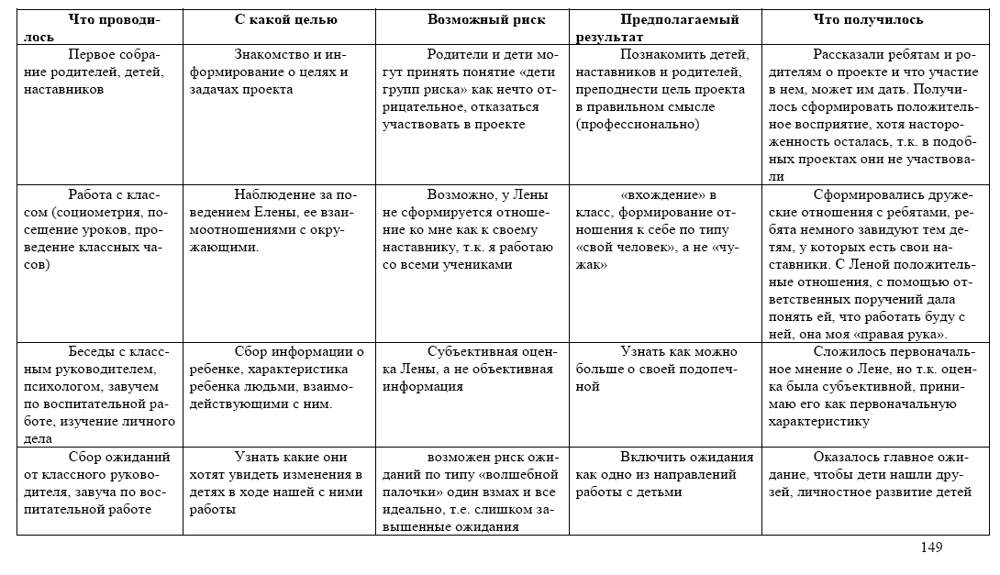 Что проводи-
лось
С какой целью
Возможный риск
Предполагаемый
результат
Что получилось
Первое собра-
ние родителей, детей,
наставников
Знакомство и ин-
формирование о целях и
задачах проекта
Родители и дети мо-
гут принять понятие «дети
групп риска» как нечто от-
рицательное, отказаться
участвовать в проекте
Познакомить детей,
наставников и родителей,
преподнести цель проекта
в правильном смысле
(профессионально)
Рассказали ребятам и ро-
дителям о проекте и что участие
в нем, может им дать. Получи-
лось сформировать положитель-
ное восприятие, хотя насторо-
женность осталась, т.к. в подоб-
ных проектах они не участвова-
ли
Работа с клас-
сом (социометрия, по-
сещение уроков, про-
ведение классных ча-
сов)
Наблюдение за по-
ведением Елены, ее взаи-
моотношениями с окру-
жающими.
Возможно, у Лены
не сформируется отноше-
ние ко мне как к своему
наставнику, т.к. я работаю
со всеми учениками
«вхождение» в
класс, формирование от-
ношения к себе по типу
«свой человек», а не «чу-
жак»
Сформировались друже-
ские отношения с ребятами, ре-
бята немного завидуют тем де-
тям, у которых есть свои на-
ставники. С Леной положитель-
ные отношения, с помощью от-
ветственных поручений дала
понять ей, что работать буду с
ней, она моя «правая рука».
Беседы с класс-
ным руководителем,
психологом, завучем
по воспитательной ра-
боте, изучение личного
дела
Сбор информации о
ребенке, характеристика
ребенка людьми, взаимо-
действующими с ним.
Субъективная оцен-
ка Лены, а не объективная
информация
Узнать как можно
больше о своей подопеч-
ной
Сложилось первоначаль-
ное мнение о Лене, но т.к. оцен-
ка была субъективной, прини-
маю его как первоначальную
характеристику
Сбор ожиданий
от классного руково-
дителя, завуча по вос-
питательной работе
Узнать какие они
хотят увидеть изменения в
детях в ходе нашей с ними
работы
возможен риск ожи-
даний по типу «волшебной
палочки» один взмах и все
идеально, т.е. слишком за-
вышенные ожидания
Включить ожидания
как одно из направлений
работы с детьми
Оказалось главное ожи-
дание, чтобы дети нашли дру-
зей, личностное развитие детей
149